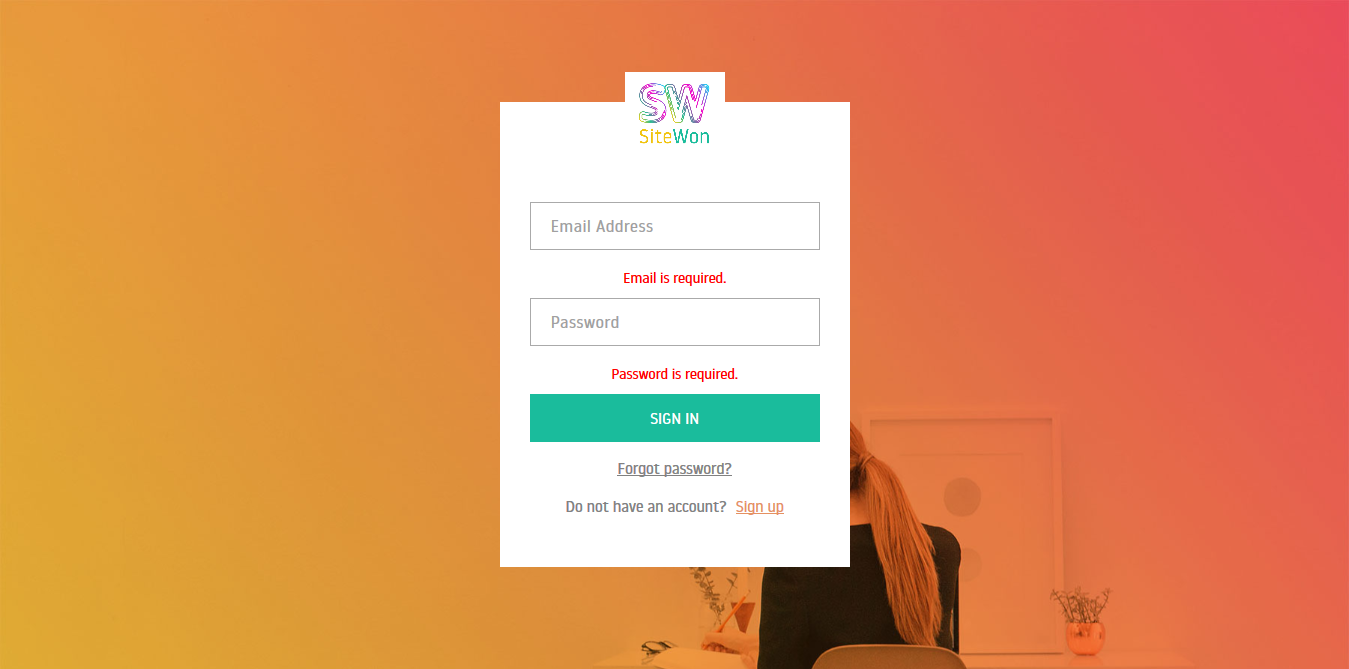 SW
SiteWon
Email Address
Email is required.
Password
Password is required.
SIGN IN
Forgot password?
Do not have an account? Sign up